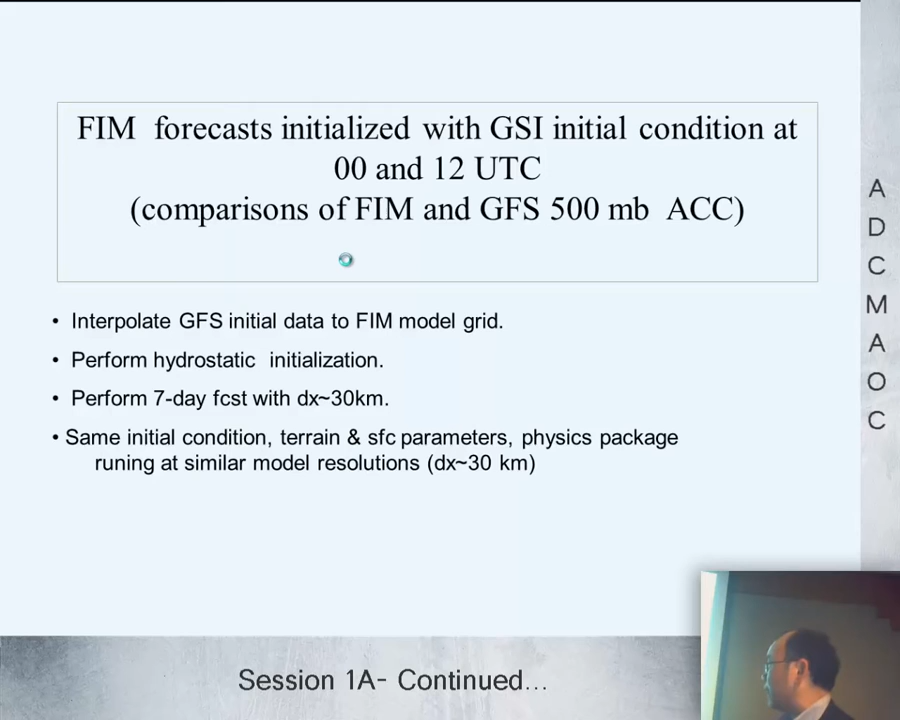 FIM forecasts initialized with GSI initial condition at
00 and 12 UTC
(comparisons of FIM and GFS 500 mb ACC)
• Interpolate GFS initial data to FIM model grid.
• Perform hydrostatic initialization.
• Perform 7-day fcst with dx~30km.
• Same initial condition, terrain & sfc parameters, physics package
runing at similar model resolutions (dx~30 km)
A
D
C
M
A
O
C
Session 1A- Continued...